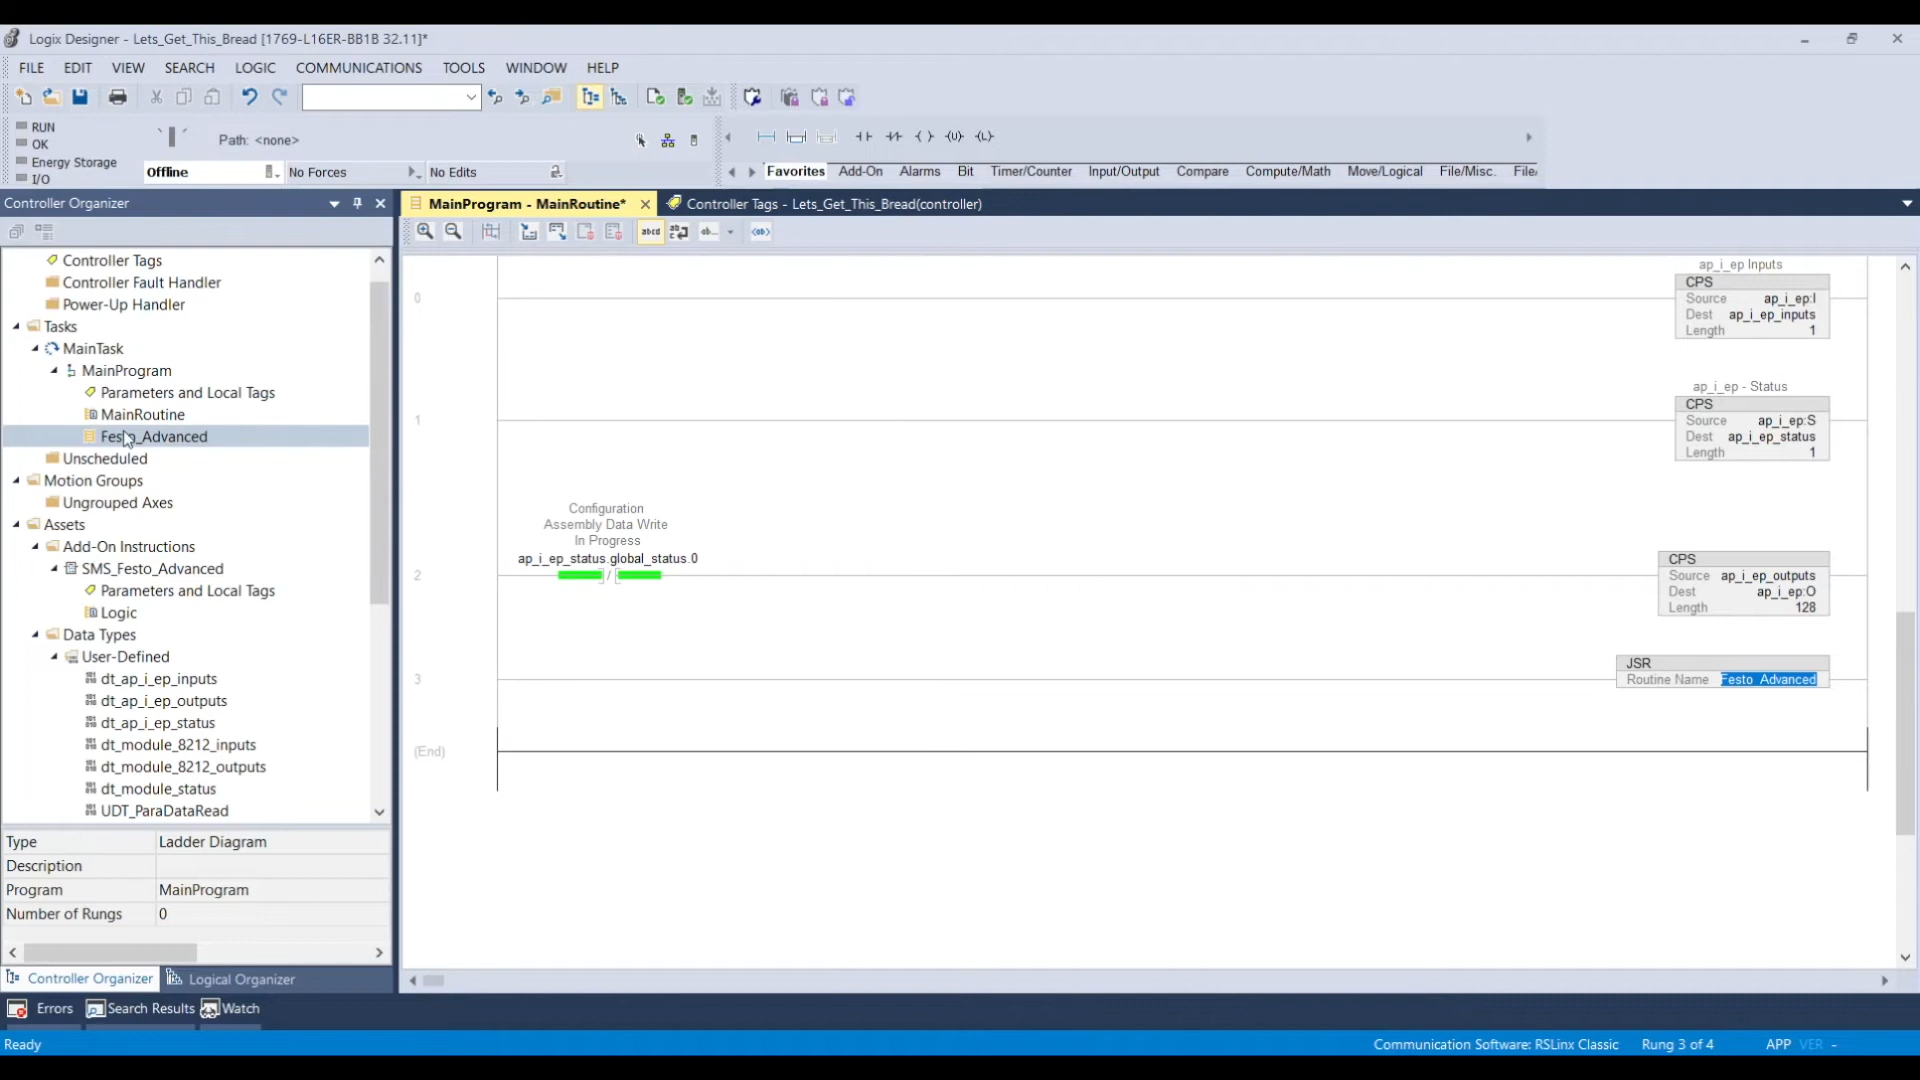 Logix Designer - Lets_Get_This_Bread [1769-L16ER-BB1B 32.11]*
FILE EDIT VIEW SEARCH LOGIC COMMUNICATIONS TOOLS WINDOW HELP
RUN
OK
Energy Storage
I/O
Path: <none>
Offline
No Forces
No Edits
Favorites Add-On Alarms Bit Timer/Counter Input/Output Compare Compute/Math Move/Logical File/Misc. File/
Controller Organizer
Controller Tags
Controller Fault Handler
Power-Up Handler
Tasks
MainTask
MainProgram
Parameters and Local Tags
MainRoutine
Festo_Advanced
Unscheduled
Motion Groups
Ungrouped Axes
Assets
Add-On Instructions
SMS_Festo_Advanced
Parameters and Local Tags
Logic
Data Types
User-Defined
dt_ap_i_ep_inputs
dt_ap_i_ep_outputs
dt_ap_i_ep_status
dt_module_8212_inputs
dt_module_8212_outputs
dt_module_status
UDT_ParaDataRead
Type Ladder Diagram
Description
Program MainProgram
Number of Rungs 0
Controller Organizer Logical Organizer
MainProgram - MainRoutine*
Controller Tags - Lets_Get_This_Bread(controller)
abcd
ab...
0
ap_i_ep Inputs
CPS
Source ap_i_ep:I
Dest ap_i_ep_inputs
Length 1
1
ap_i_ep - Status
CPS
Source ap_i_ep:S
Dest ap_i_ep_status
Length 1
Configuration
Assembly Data Write
In Progress
ap_i_ep_status.global_status.0
2
CPS
Source ap_i_ep_outputs
Dest ap_i_ep:O
Length 128
3
JSR
Routine Name Festo_Advanced
(End)
Errors Search Results Watch
Ready
Communication Software: RSLinx Classic
Rung 3 of 4
APP VER